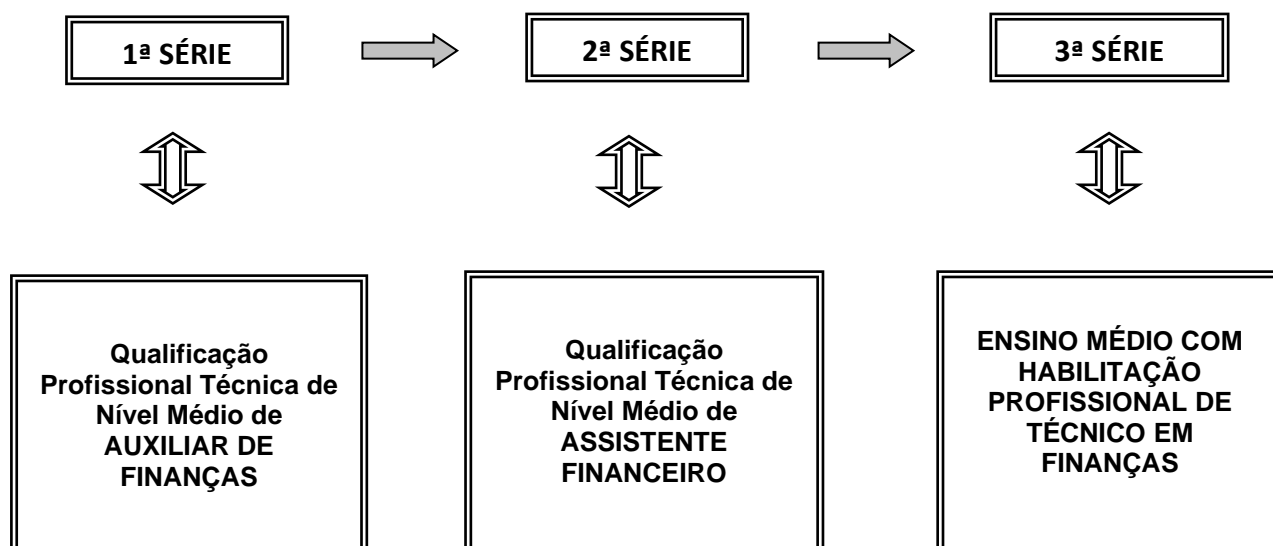 1ª SÉRIE
2ª SÉRIE
3ª SÉRIE
Qualificação
Profissional Técnica de
Nível Médio de
AUXILIAR DE
FINANÇAS
Qualificação
Profissional Técnica de
Nível Médio de
ASSISTENTE
FINANCEIRO
ENSINO MÉDIO COM
HABILITAÇÃO
PROFISSIONAL DE
TÉCNICO EM
FINANÇAS